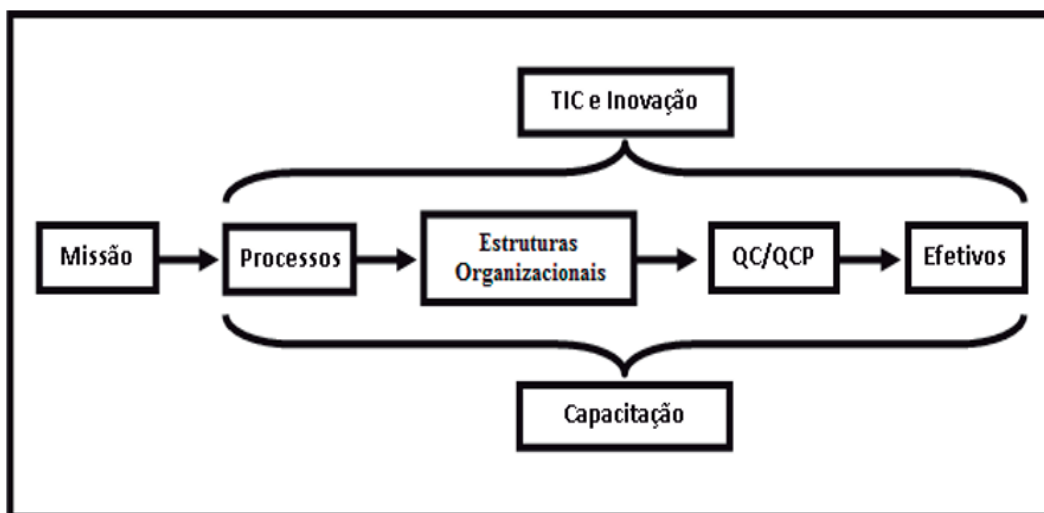 TIC e Inovação
Missão
Processos
Estruturas
Organizacionais
QC/QCP
Efetivos
Capacitação